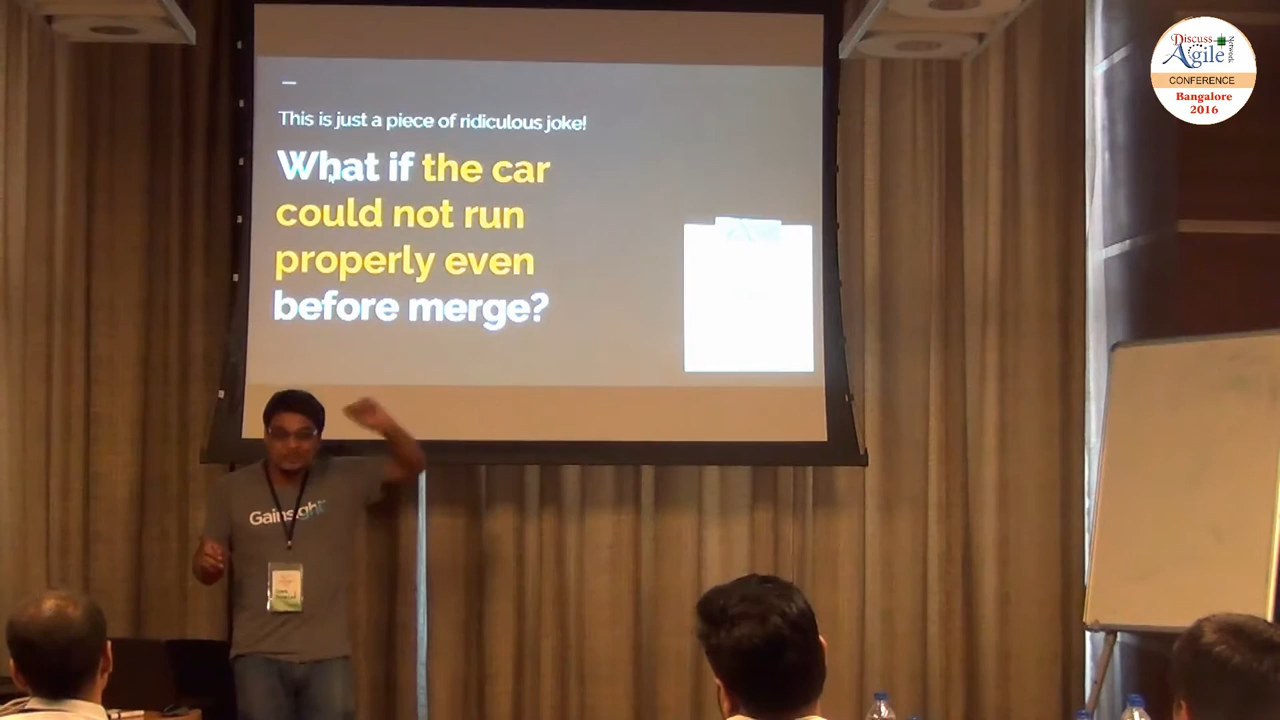 This is just a piece of ridiculous joke!
What if the car
could not run
properly even
before merge?
Discuss
Agile
Network
CONFERENCE
Bangalore
2016
Gainsight